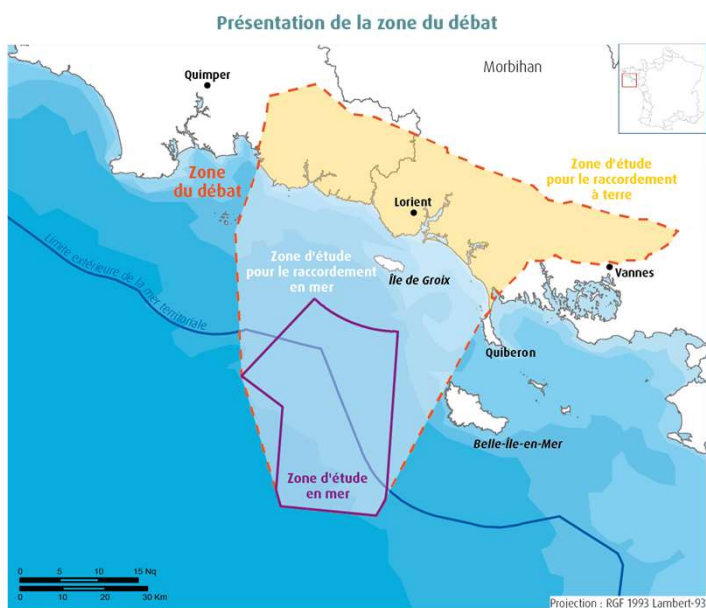 Présentation de la zone du débat
Quimper
Morbihan
Zone
du débat
Zone d'étude
pour le raccordement
à terre
Lorient
Limite extérieure de la mer territoriale
Zone d'étude
pour le raccordement
en mer
Île de Groix
Vannes
Quiberon
Belle-Île-en-Mer
Zone d'étude
en mer
0 5 10 15 Nq
0 10 20 30 Km
Projection : RGF 1993 Lambert-93